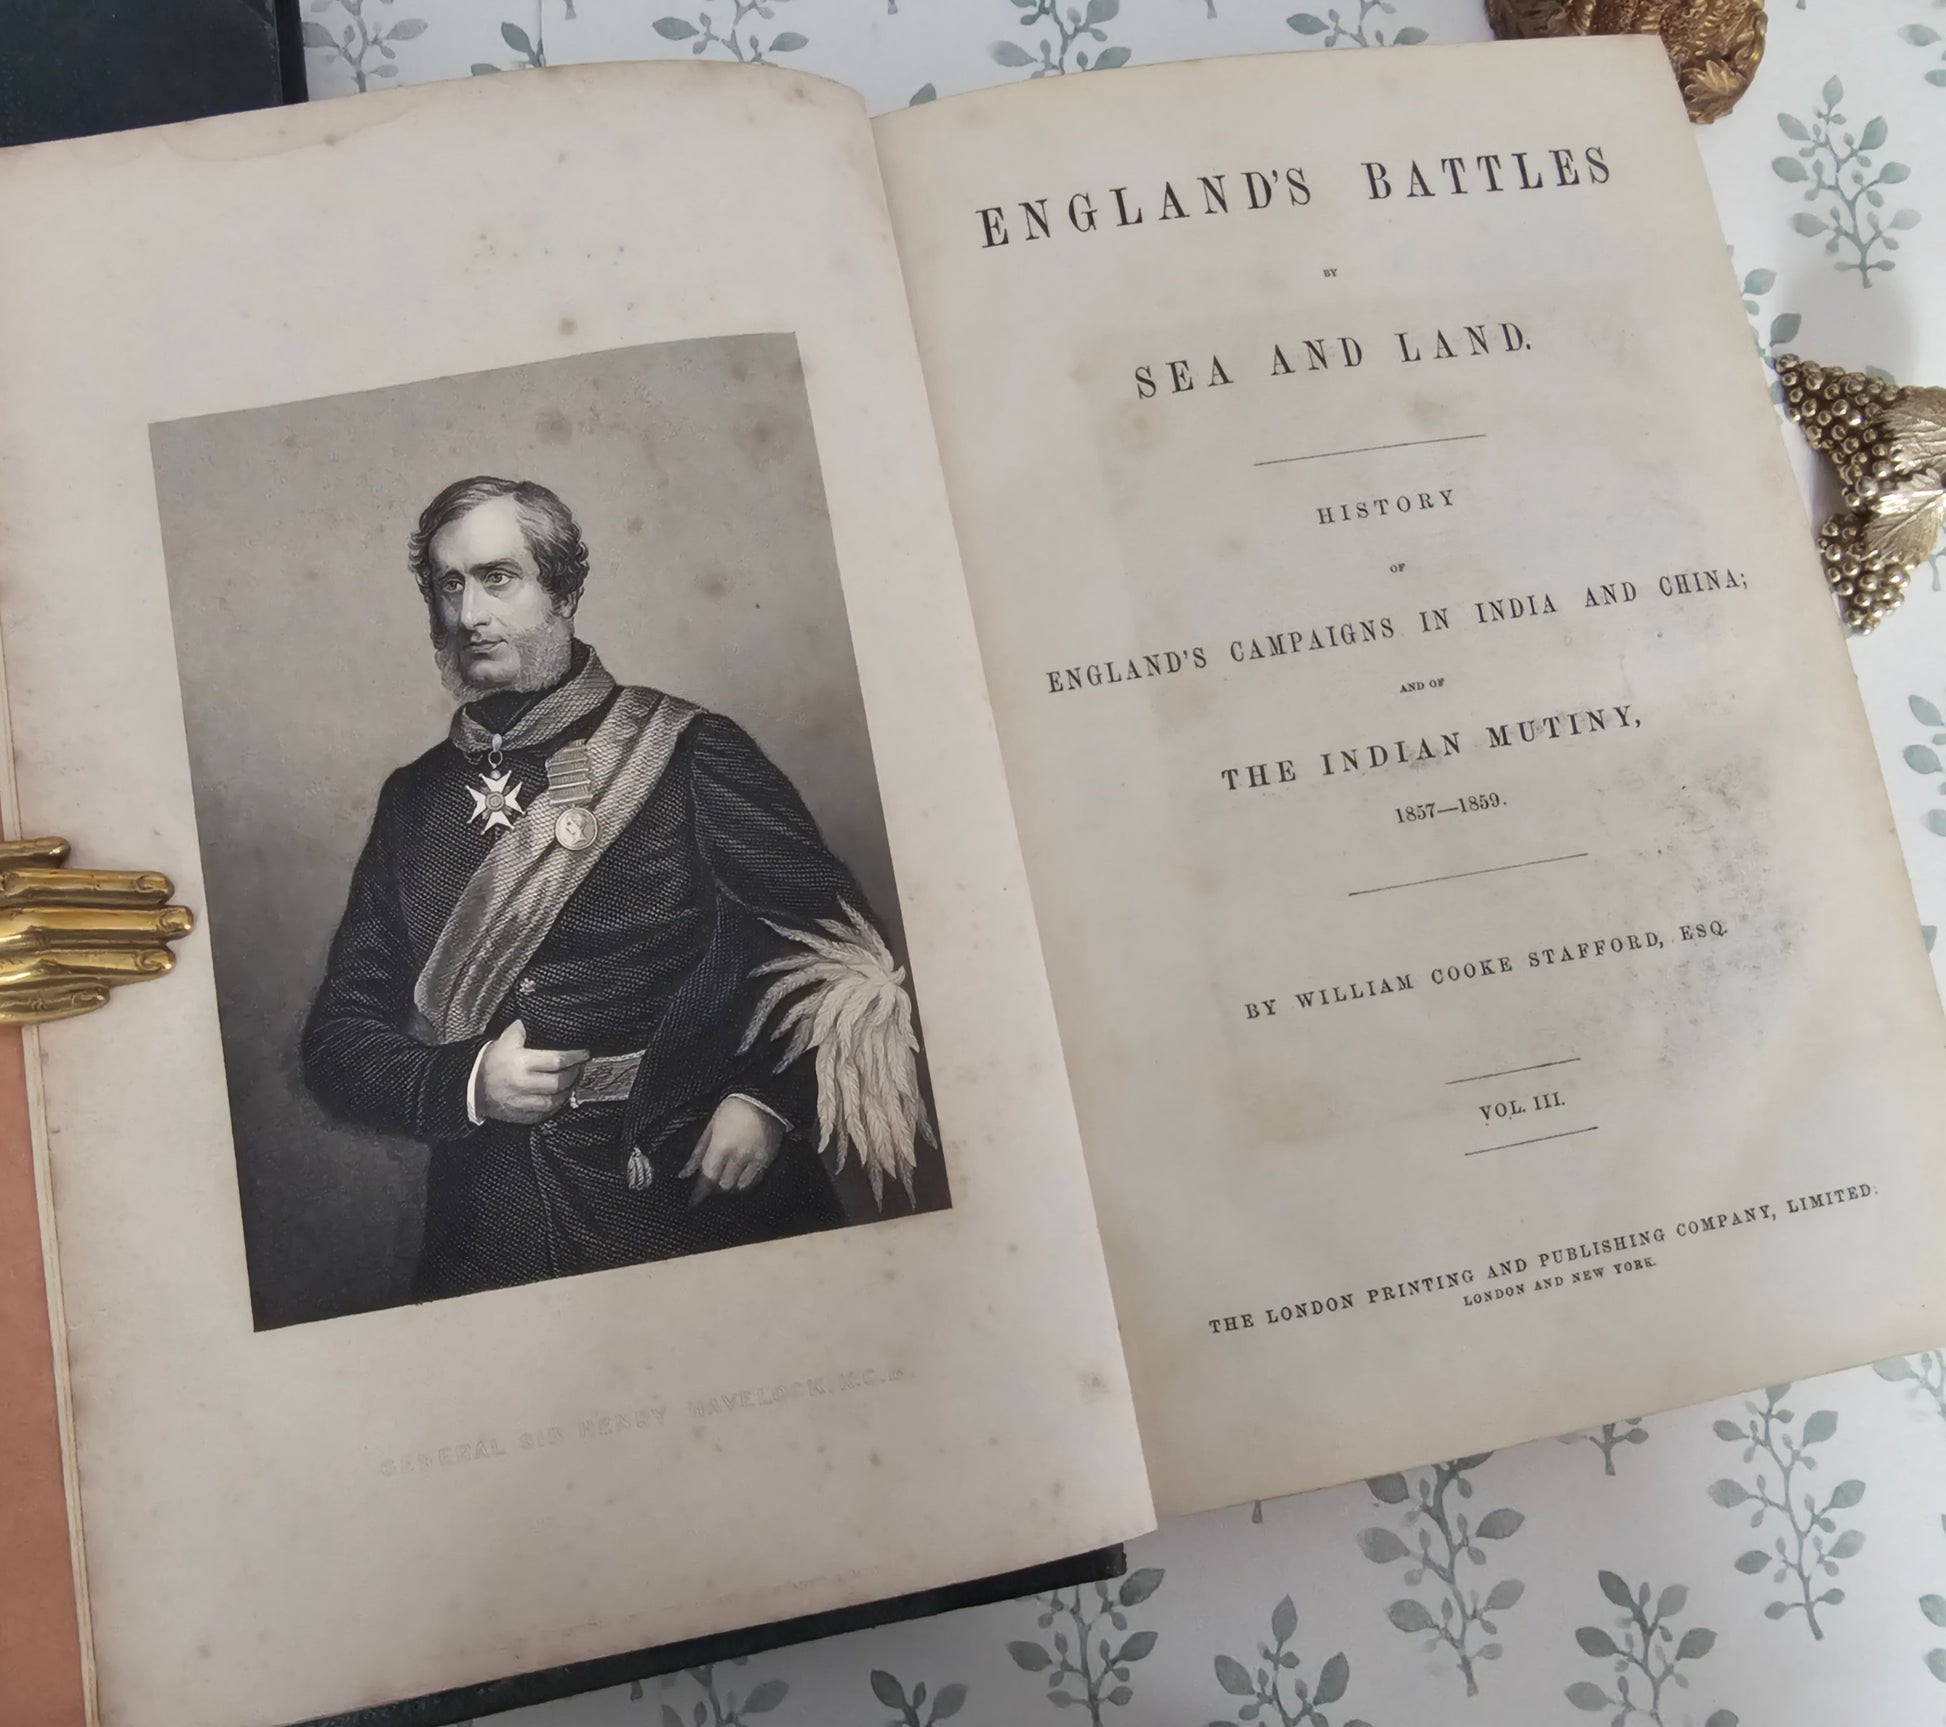 GENERAL SIR HENRY HAVELOCK, K.C.B.
ENGLAND'S BATTLES
BY
SEA AND LAND.
HISTORY
OF
ENGLAND'S CAMPAIGNS IN INDIA AND CHINA;
AND OF
THE INDIAN MUTINY,
1857—1859.
BY WILLIAM COOKE STAFFORD, ESQ.
VOL. III.
THE LONDON PRINTING AND PUBLISHING COMPANY, LIMITED.
LONDON AND NEW YORK.